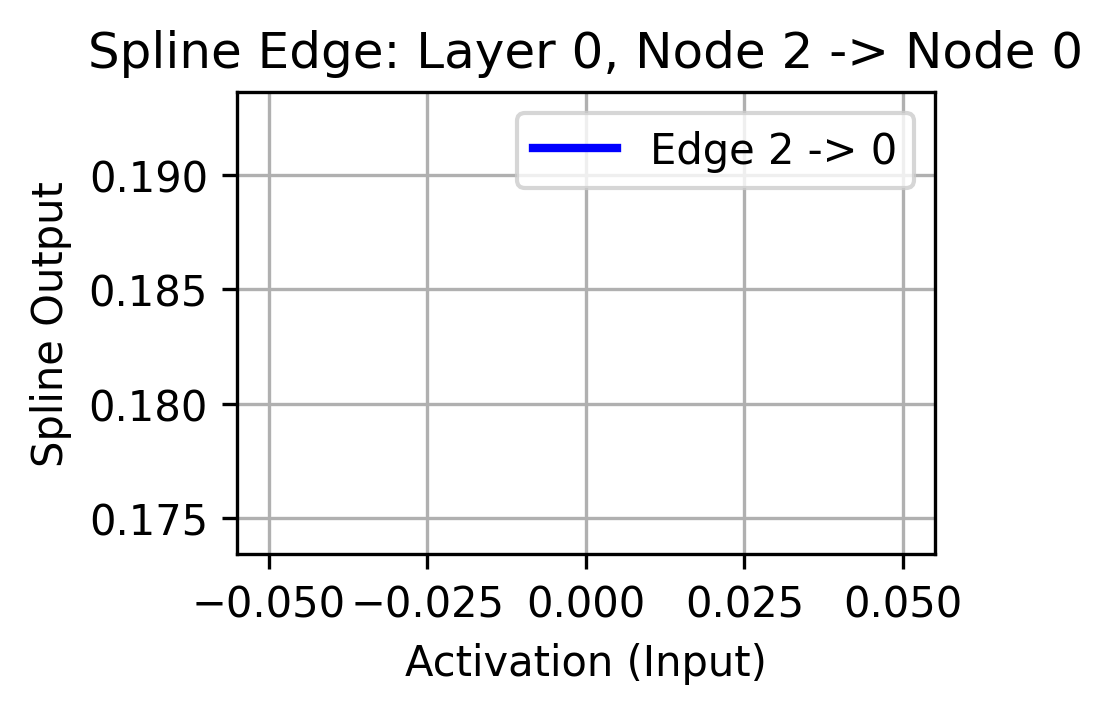 Spline Edge: Layer 0, Node 2 -> Node 0
Edge 2 -> 0
Spline Output
0.190
0.185
0.180
0.175
−0.050 −0.025 0.000 0.025 0.050
Activation (Input)